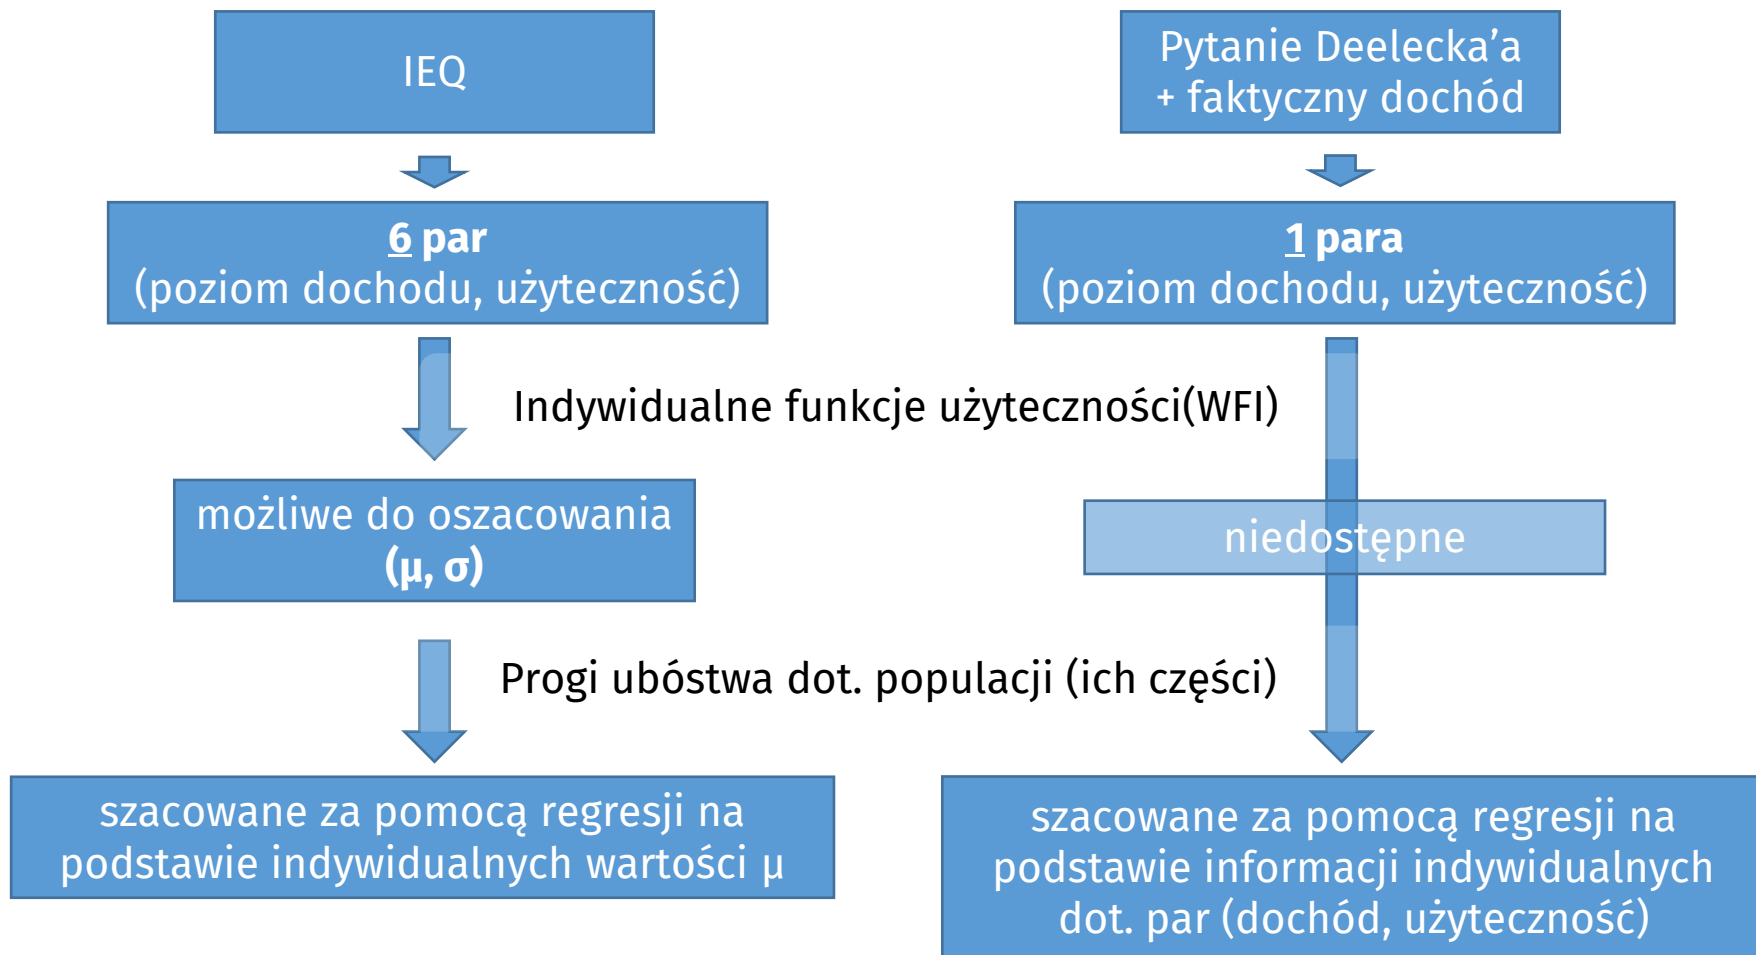 IEQ
Pytanie Deelecka’a
+ faktyczny dochód
6 par
(poziom dochodu, użyteczność)
1 para
(poziom dochodu, użyteczność)
Indywidualne funkcje użyteczności(WFI)
możliwe do oszacowania
(μ, σ)
niedostępne
Progi ubóstwa dot. populacji (ich części)
szacowane za pomocą regresji na
podstawie indywidualnych wartości μ
szacowane za pomocą regresji na
podstawie informacji indywidualnych
dot. par (dochód, użyteczność)